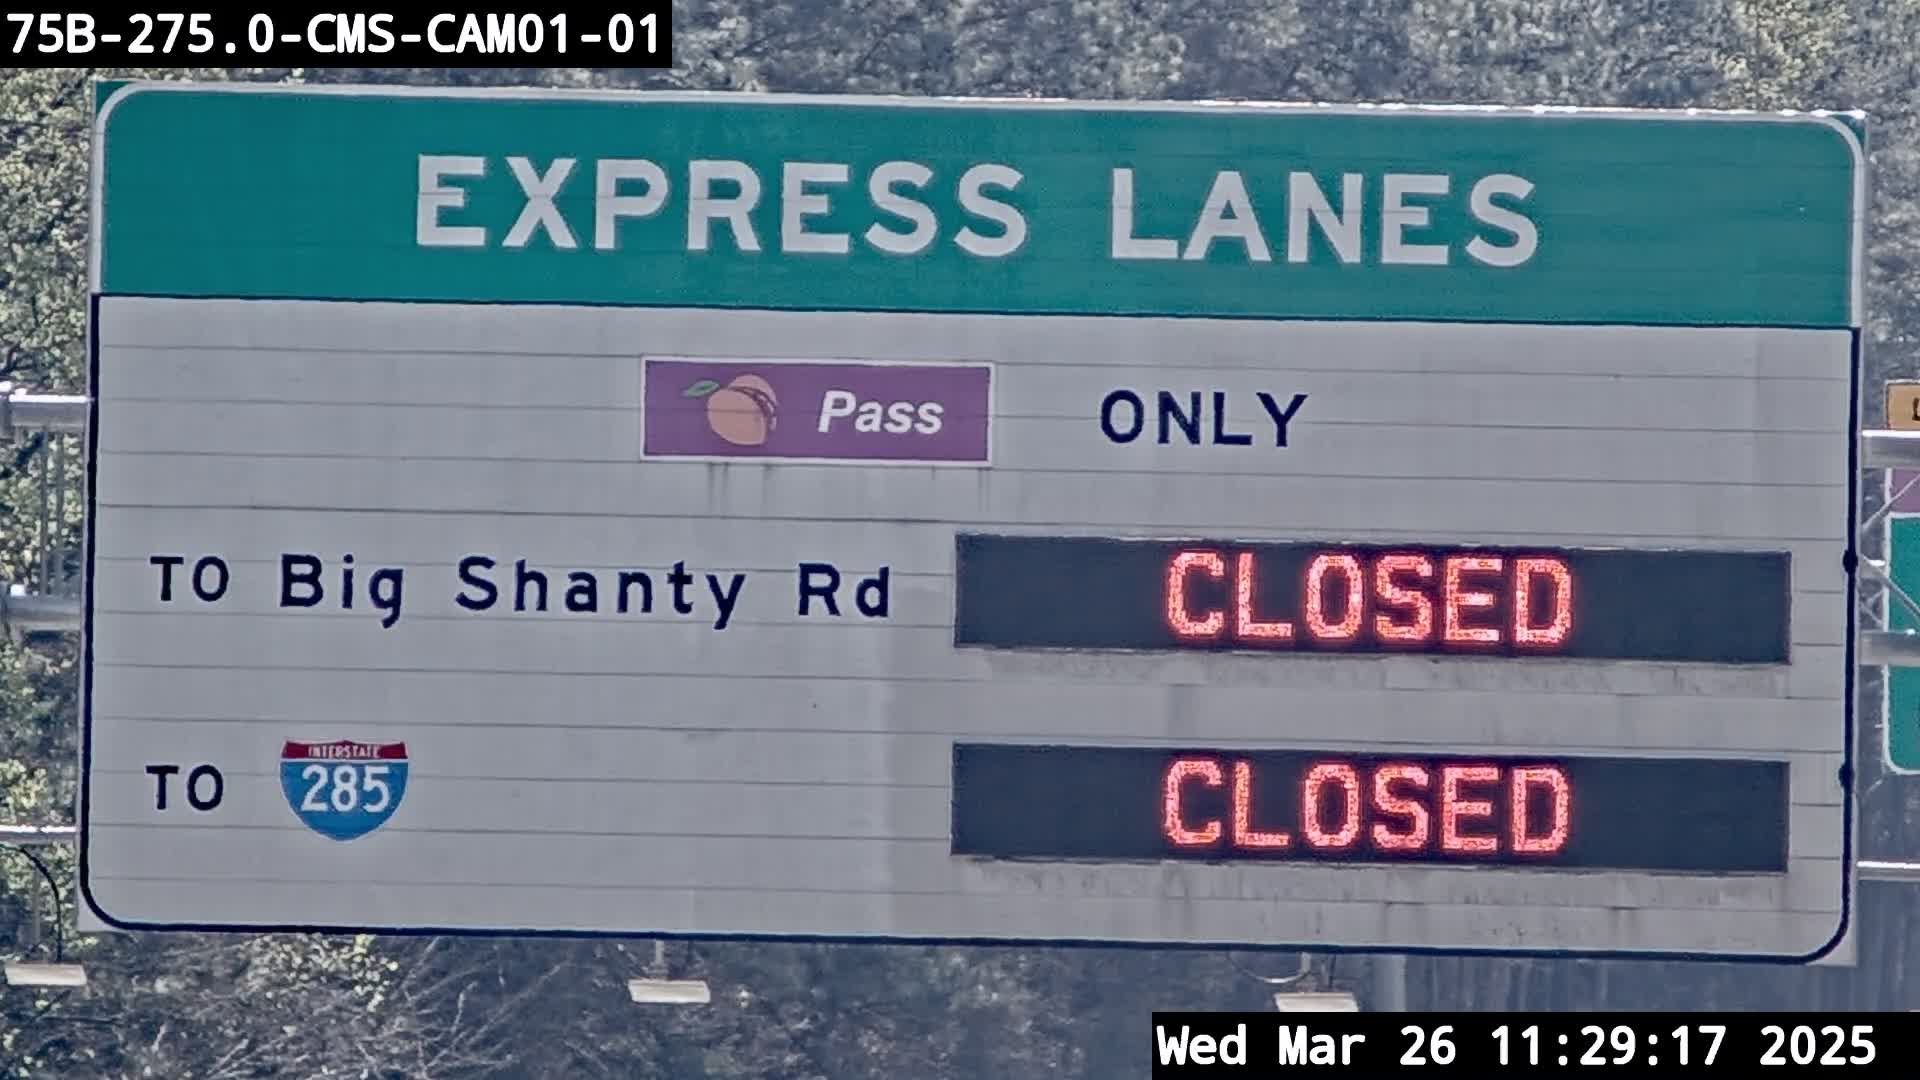 75B-275.0-CMS-CAM01-01
EXPRESS LANES
Pass ONLY
TO Big Shanty Rd CLOSED
TO INTERSTATE 285 CLOSED
Wed Mar 26 11:29:17 2025